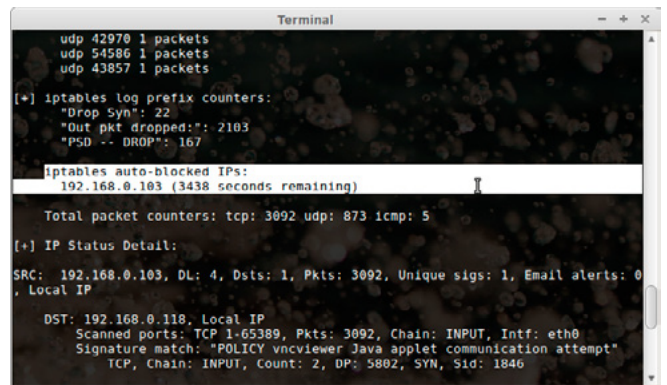 Terminal
udp 42970 1 packets
udp 54586 1 packets
udp 43857 1 packets
[+] iptables log prefix counters:
"Drop Syn": 22
"Out pkt dropped:": 2103
"PSD -- DROP": 167
iptables auto-blocked IPs:
192.168.0.103 (3438 seconds remaining)
Total packet counters: tcp: 3092 udp: 873 icmp: 5
[+] IP Status Detail:
SRC:  192.168.0.103, DL: 4, Dsts: 1, Pkts: 3092, Unique sigs: 1, Email alerts: 0
, Local IP
DST: 192.168.0.118, Local IP
Scanned ports: TCP 1-65389, Pkts: 3092, Chain: INPUT, Intf: eth0
Signature match: "POLICY vncviewer Java applet communication attempt"
TCP, Chain: INPUT, Count: 2, DP: 5802, SYN, Sid: 1846